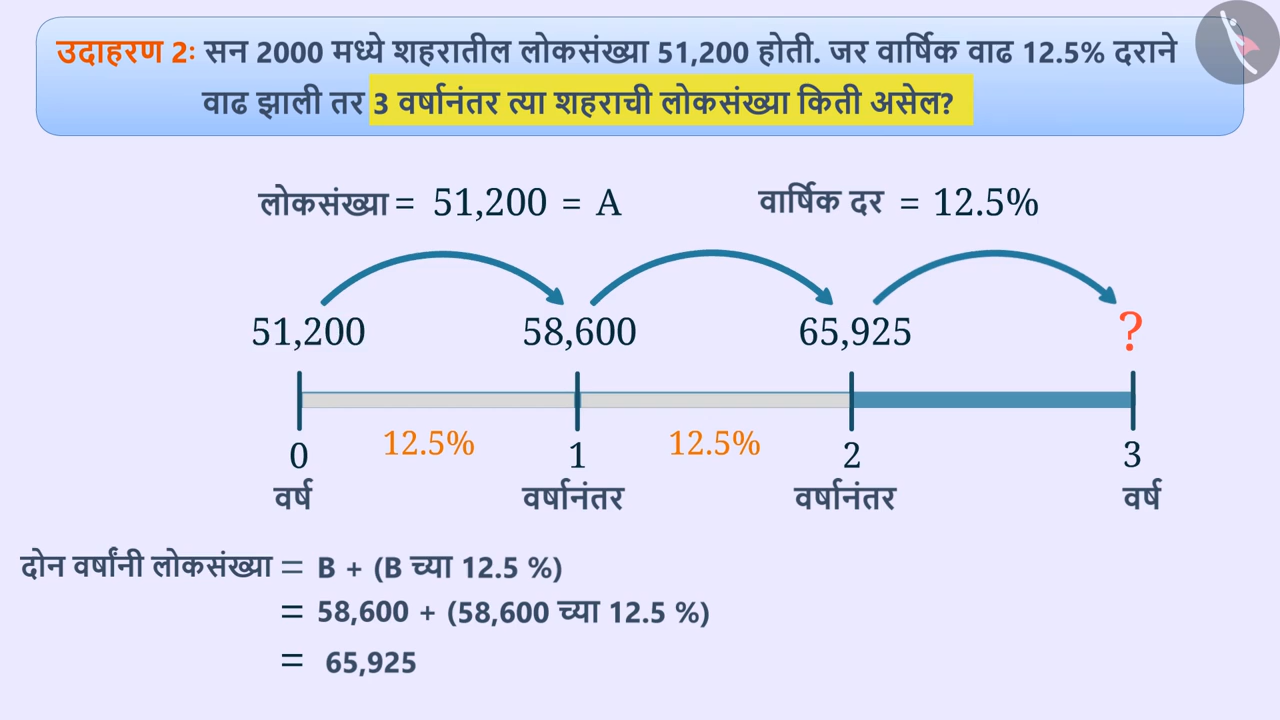 उदाहरण 2: सन 2000 मध्ये शहरातील लोकसंख्या 51,200 होती. जर वार्षिक वाढ 12.5% दराने
वाढ झाली तर 3 वर्षानंतर त्या शहराची लोकसंख्या किती असेल?
लोकसंख्या = 51,200 = A
वार्षिक दर = 12.5%
51,200 58,600 65,925 ?
12.5% 12.5%
0 1 2 3
वर्ष वर्षानंतर वर्षानंतर वर्ष
दोन वर्षांनी लोकसंख्या = B + (B च्या 12.5 %)
= 58,600 + (58,600 च्या 12.5 %)
= 65,925